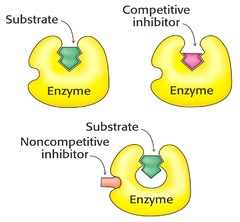 Substrate
Enzyme
Competitive
inhibitor
Enzyme
Substrate
Noncompetitive
inhibitor
Enzyme